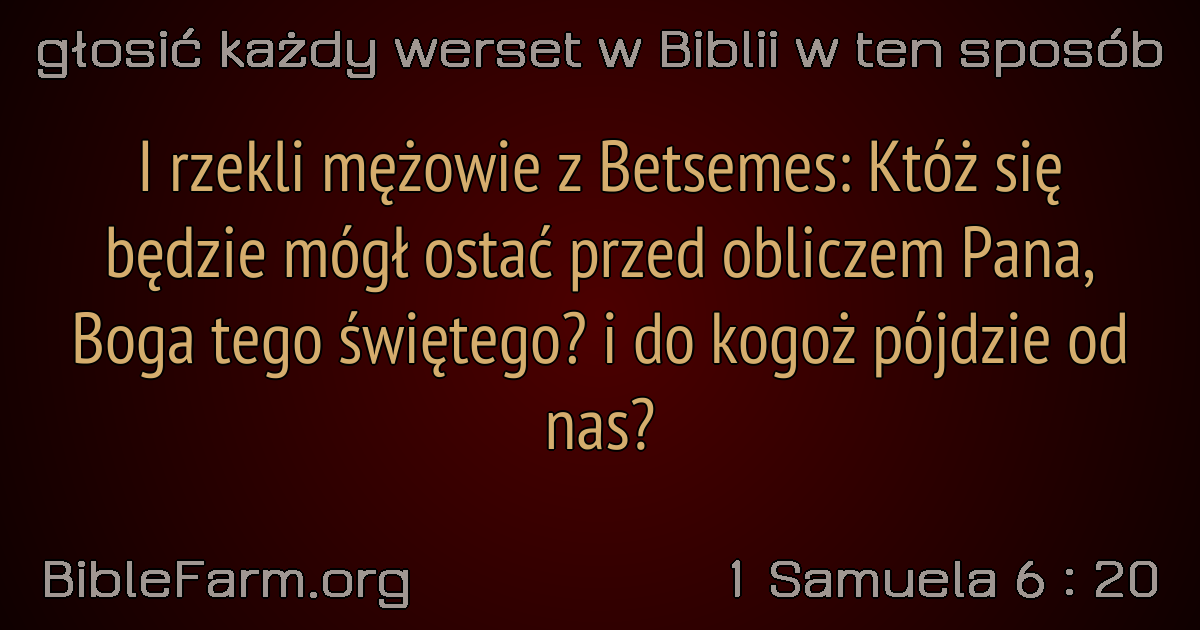 głosić każdy werset w Biblii w ten sposób
I rzekli mężowie z Betsemes: Któż się
będzie mógł ostać przed obliczem Pana,
Boga tego świętego? i do kogoż pójdzie od
nas?
BibleFarm.org
1 Samuela 6 : 20